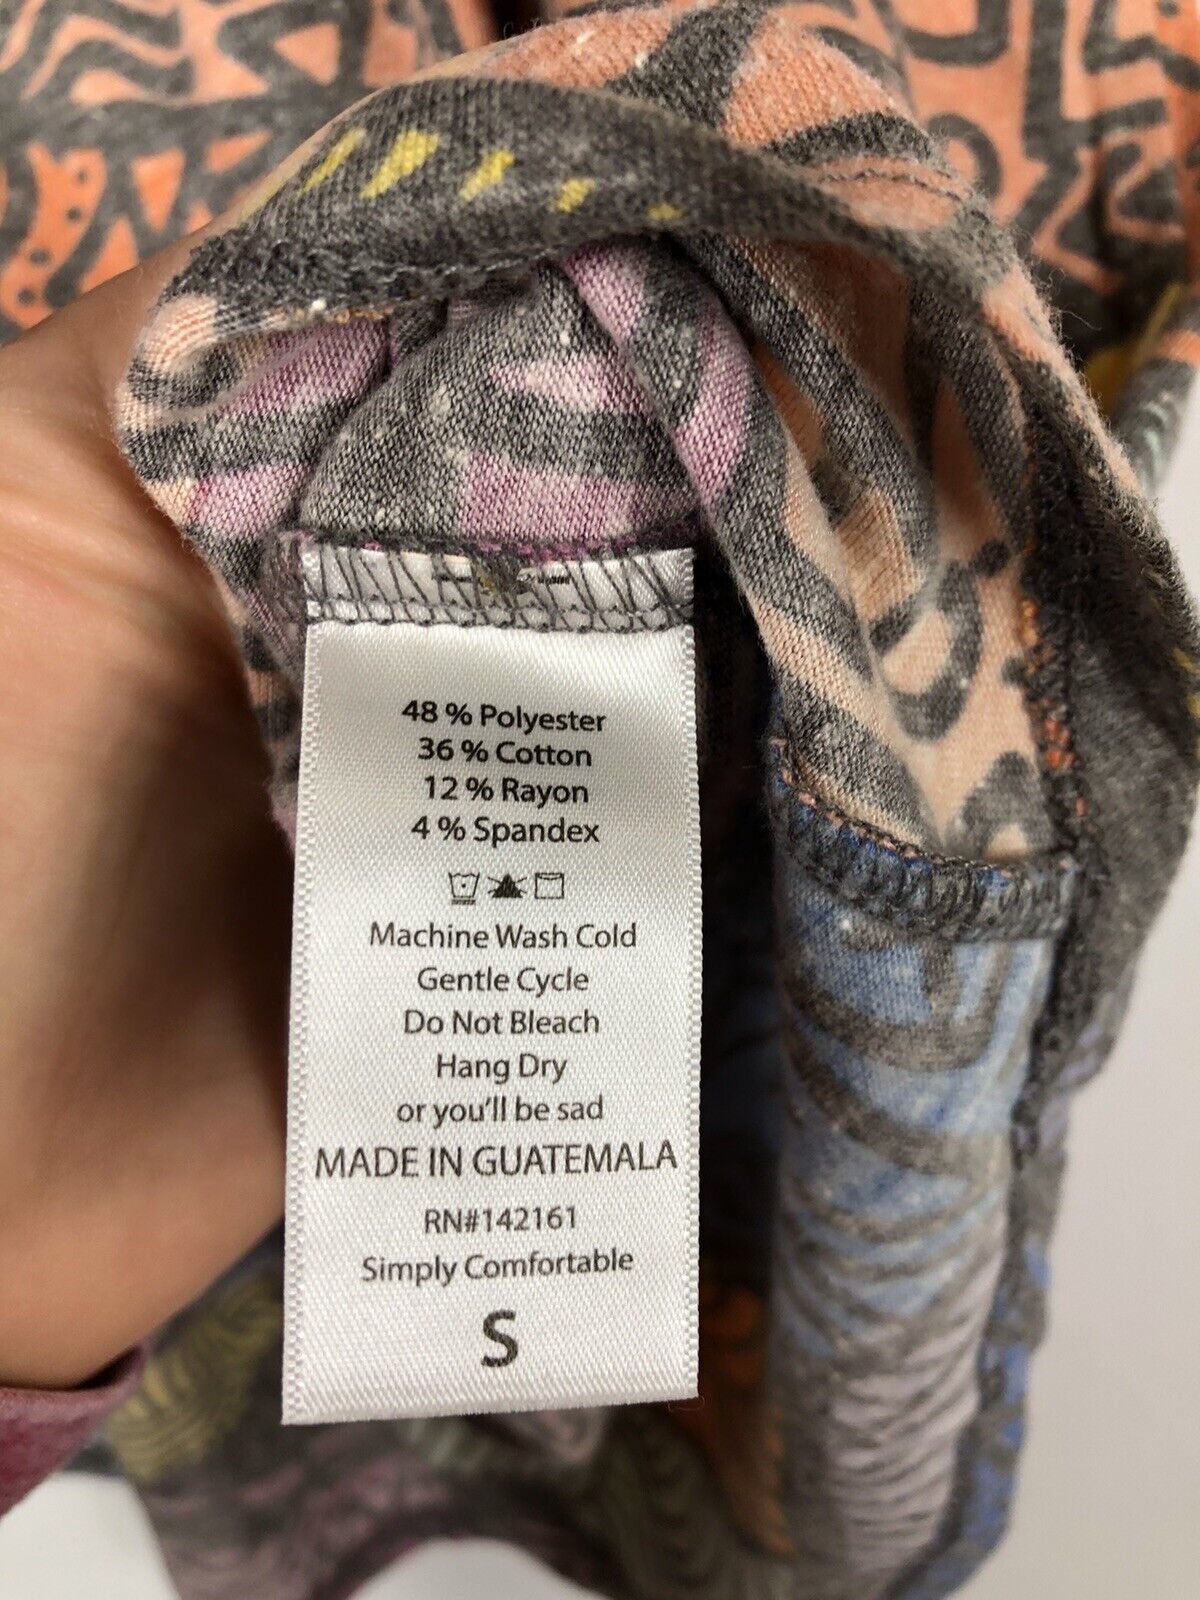 48 % Polyester
36 % Cotton
12 % Rayon
4 % Spandex
Machine Wash Cold
Gentle Cycle
Do Not Bleach
Hang Dry
or you'll be sad
MADE IN GUATEMALA
RN#142161
Simply Comfortable
S